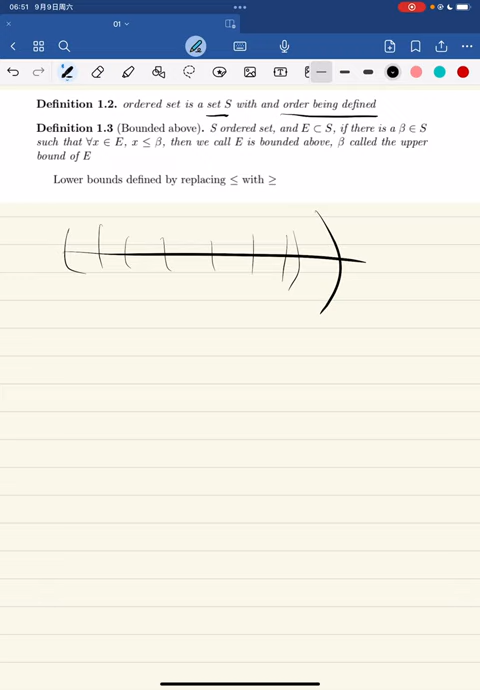 06:51 9月9日周六
01
Definition 1.2. ordered set is a set S with and order being defined
Definition 1.3 (Bounded above). S ordered set, and E ⊂ S, if there is a β ∈ S
such that ∀x ∈ E, x ≤ β, then we call E is bounded above, β called the upper
bound of E
Lower bounds defined by replacing ≤ with ≥